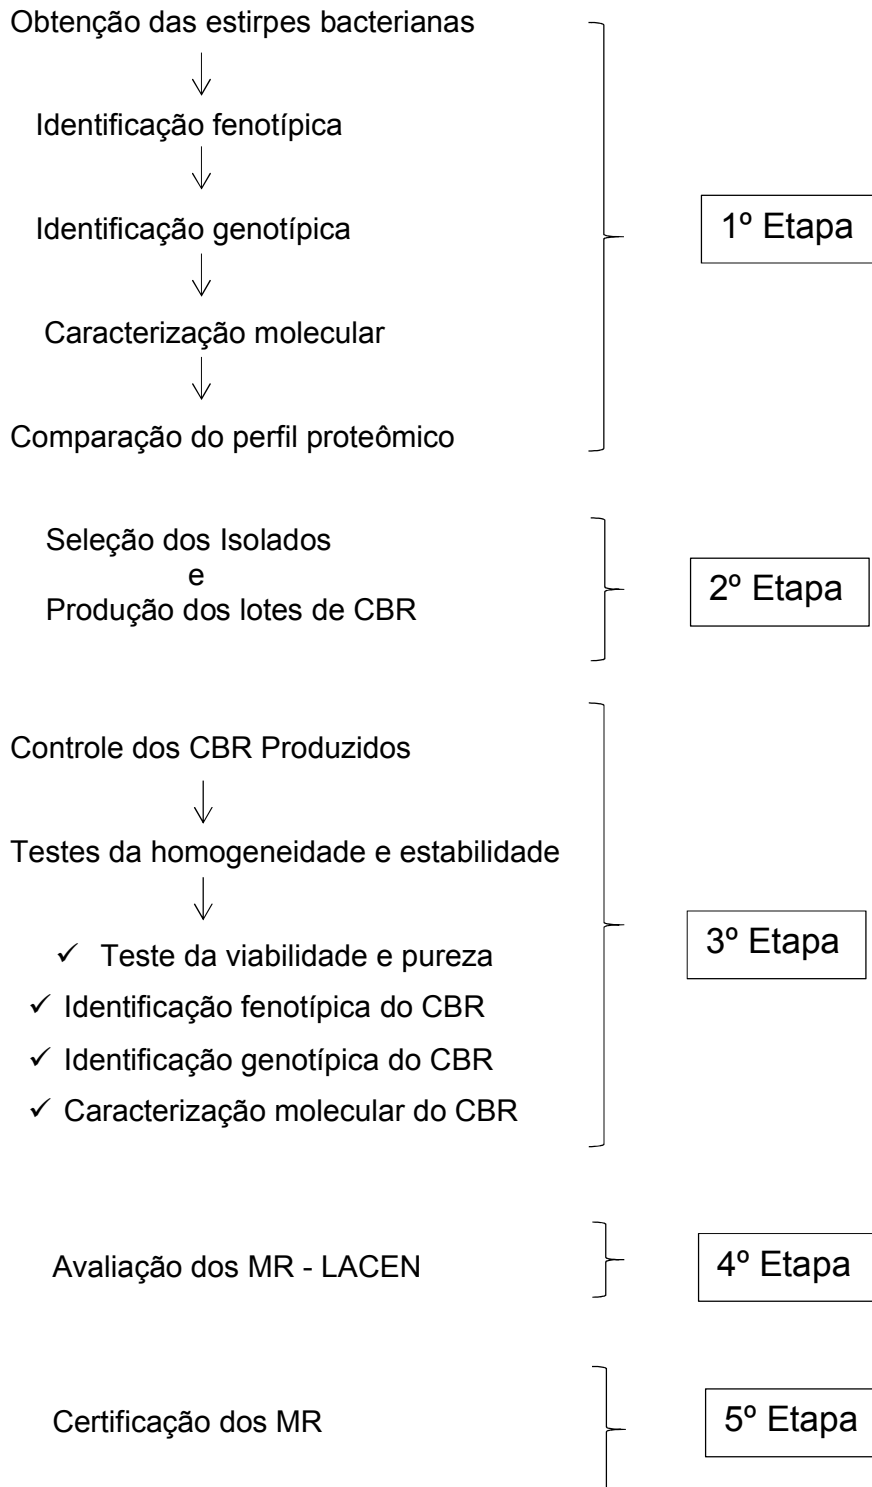 Obtenção das estirpes bacterianas
Identificação fenotípica
Identificação genotípica
Caracterização molecular
Comparação do perfil proteômico
1º Etapa
Seleção dos Isolados
e
Produção dos lotes de CBR
2º Etapa
Controle dos CBR Produzidos
Testes da homogeneidade e estabilidade
✓ Teste da viabilidade e pureza
✓ Identificação fenotípica do CBR
✓ Identificação genotípica do CBR
✓ Caracterização molecular do CBR
3º Etapa
Avaliação dos MR - LACEN
4º Etapa
Certificação dos MR
5º Etapa